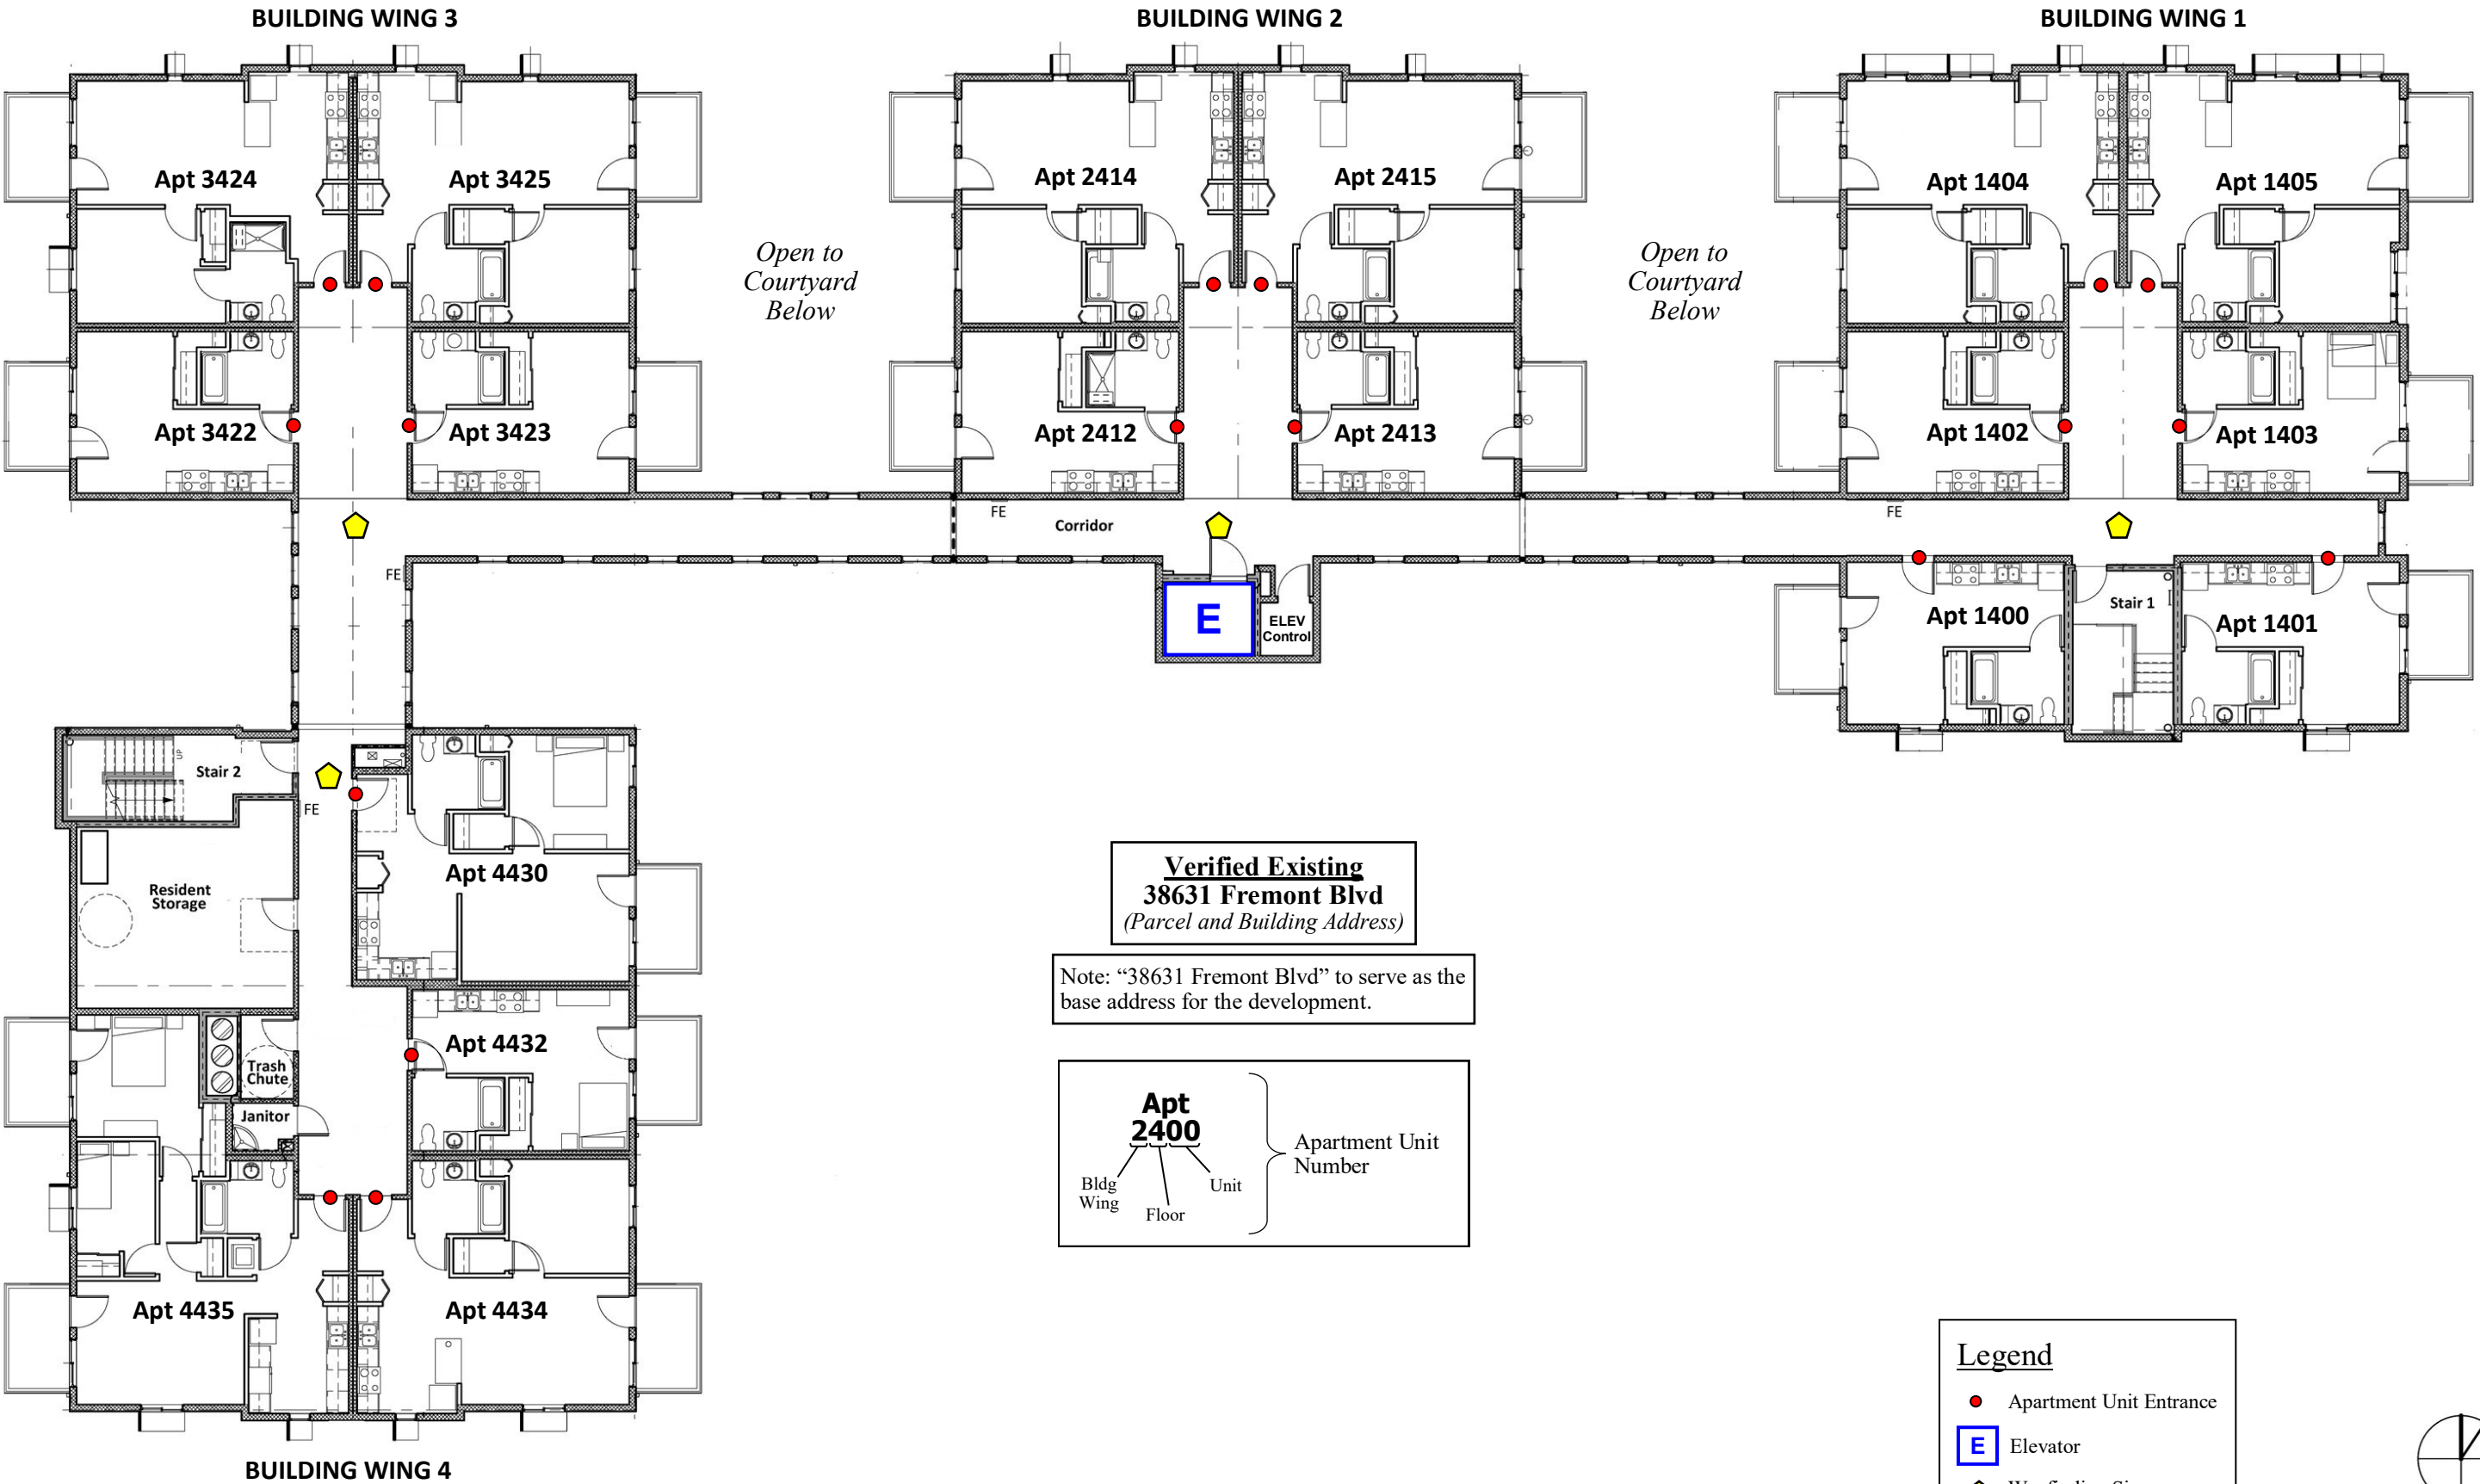 BUILDING WING 3
BUILDING WING 2
BUILDING WING 1
Apt 3424
Apt 3425
Apt 2414
Apt 2415
Apt 1404
Apt 1405
Open to
Courtyard
Below
Open to
Courtyard
Below
Apt 3422
Apt 3423
Apt 2412
Apt 2413
Apt 1402
Apt 1403
FE
Corridor
FE
FE
E
ELEV
Control
Apt 1400
Stair 1
Apt 1401
UP
Stair 2
FE
Resident
Storage
Apt 4430
Verified Existing
38631 Fremont Blvd
(Parcel and Building Address)
Note: “38631 Fremont Blvd” to serve as the
base address for the development.
Apt 4432
Trash
Chute
Janitor
Apt
2400
Bldg
Wing
Floor
Unit
Apartment Unit
Number
Apt 4435
Apt 4434
BUILDING WING 4
Legend
Apartment Unit Entrance
E Elevator